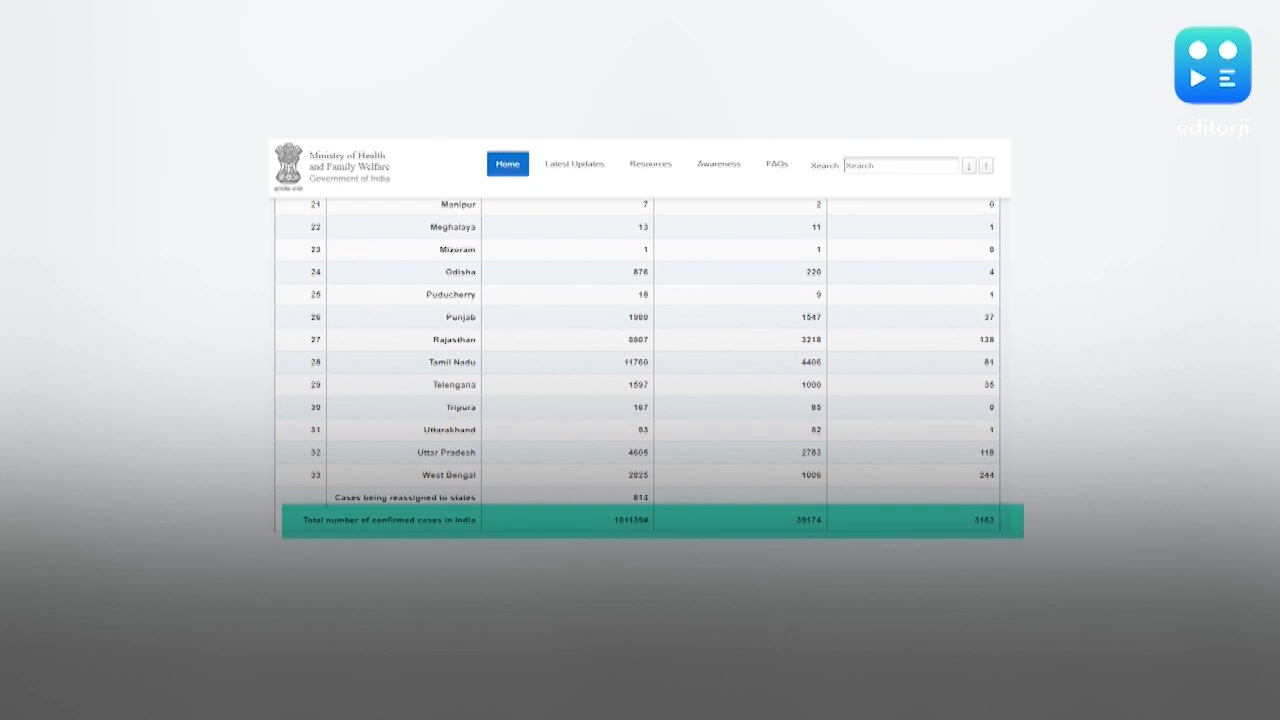 editorji
Ministry of Health
and Family Welfare
Government of India
Home Latest Updates Resources Awareness FAQs Search Search
21 Manipur 7 2 0
22 Meghalaya 13 11 1
23 Mizoram 1 1 0
24 Odisha 876 220 4
25 Puducherry 18 9 1
26 Punjab 1980 1547 37
27 Rajasthan 5507 3218 138
28 Tamil Nadu 11760 4406 81
29 Telengana 1597 1000 35
30 Tripura 167 85 0
31 Uttarakhand 93 52 1
32 Uttar Pradesh 4605 2783 118
33 West Bengal 2825 1006 244
Cases being reassigned to states 814
Total number of confirmed cases in India 101139# 39174 3163